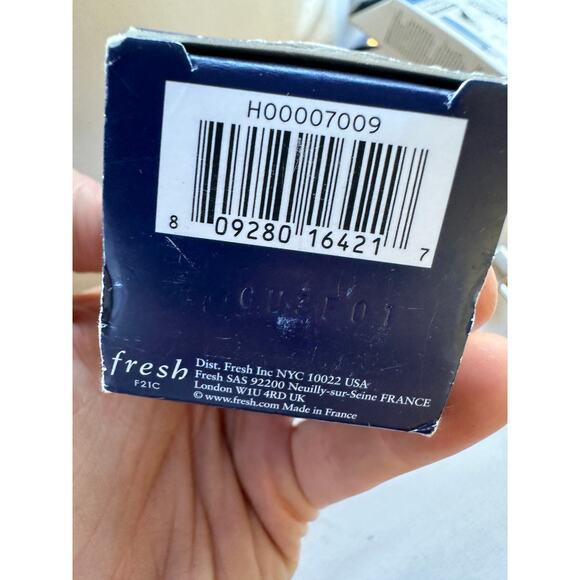 H00007009
8 09280 16421 7
fresh
F21C
Dist. Fresh Inc NYC 10022 USA
Fresh SAS 92200 Neuilly-sur-Seine FRANCE
London W1U 4RD UK
© www.fresh.com Made in France